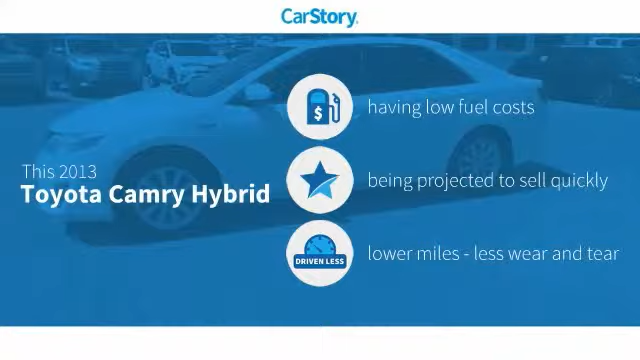 CarStory.
This 2013
Toyota Camry Hybrid
$
having low fuel costs
being projected to sell quickly
DRIVEN LESS
lower miles - less wear and tear